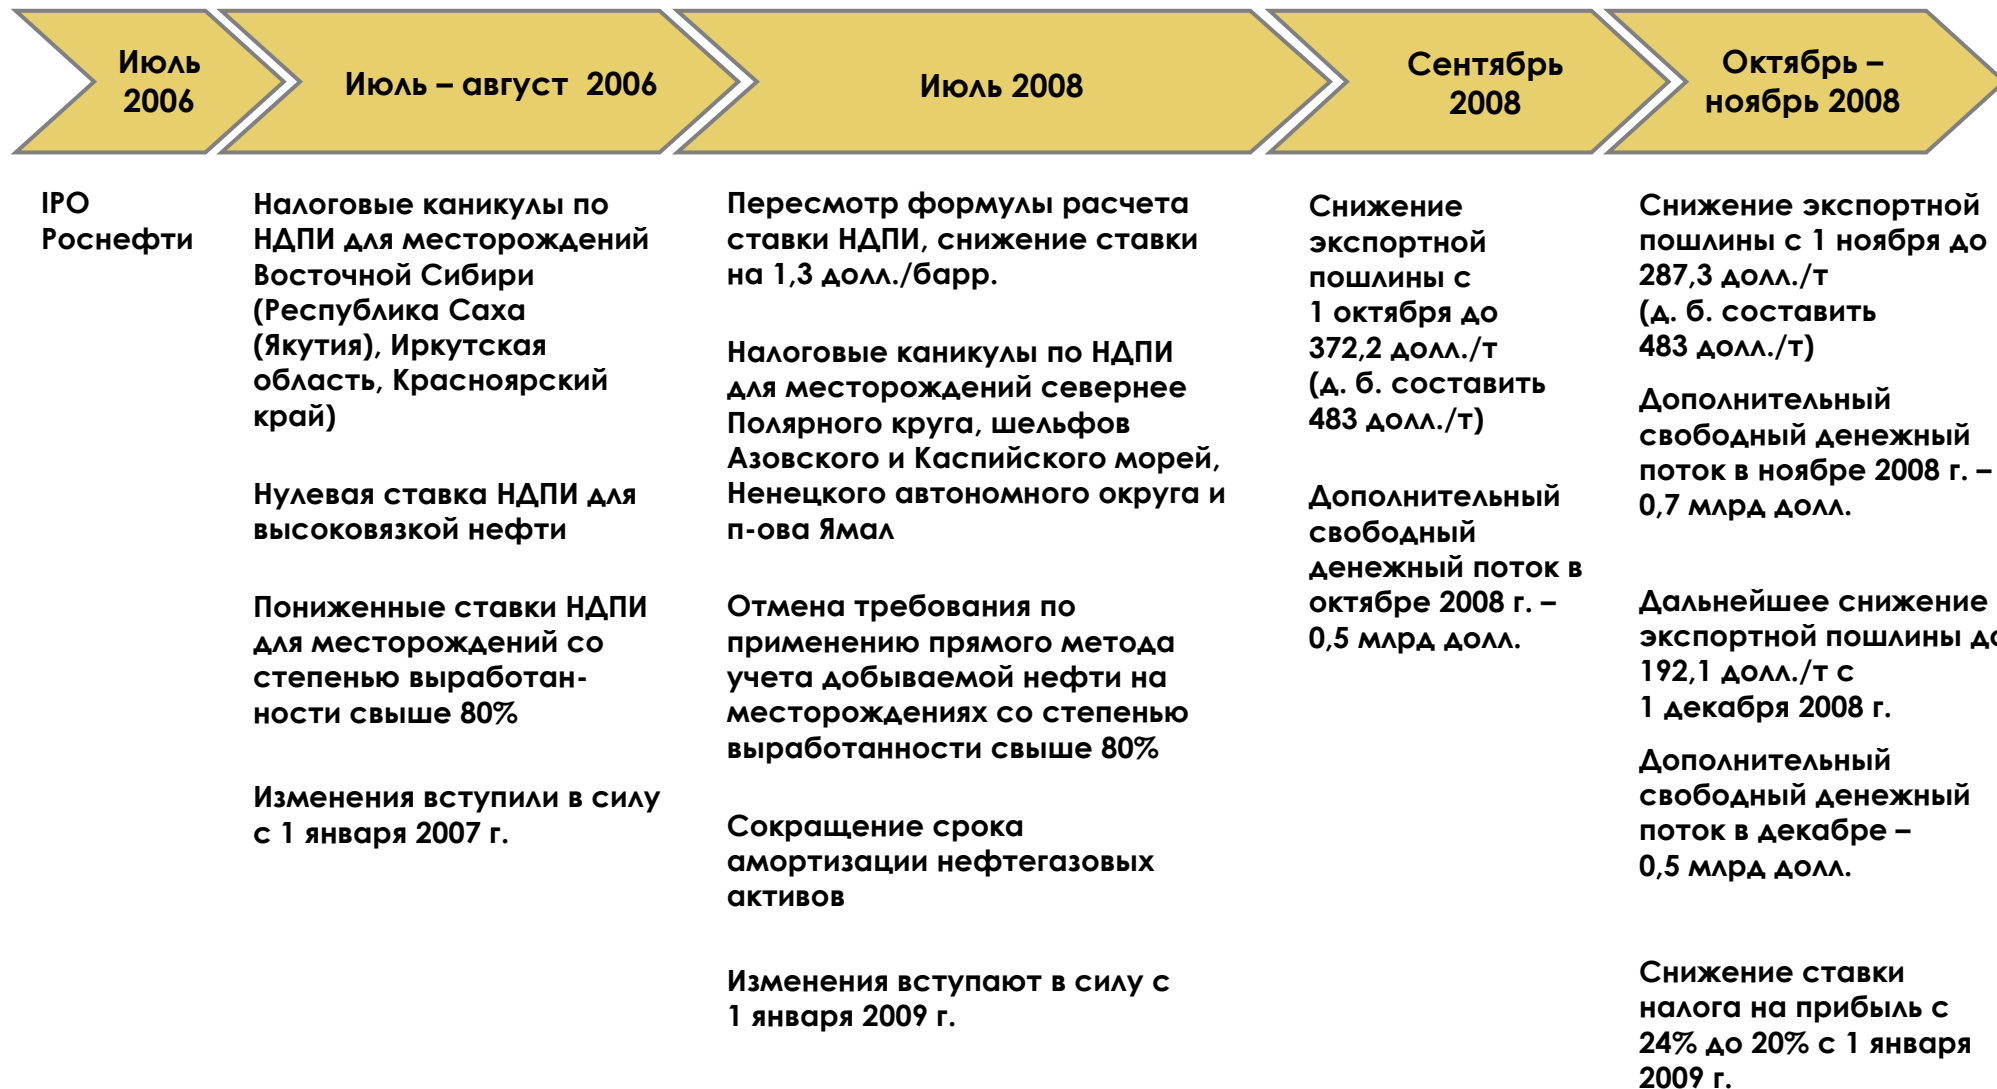 Июль
2006
Июль – август 2006
Июль 2008
Сентябрь
2008
Октябрь –
ноябрь 2008
IPO
Роснефти
Налоговые каникулы по
НДПИ для месторождений
Восточной Сибири
(Республика Саха
(Якутия), Иркутская
область, Красноярский
край)
Нулевая ставка НДПИ для
высоковязкой нефти
Пониженные ставки НДПИ
для месторождений со
степенью выработан-
ности свыше 80%
Изменения вступили в силу
с 1 января 2007 г.
Пересмотр формулы расчета
ставки НДПИ, снижение ставки
на 1,3 долл./барр.
Налоговые каникулы по НДПИ
для месторождений севернее
Полярного круга, шельфов
Азовского и Каспийского морей,
Ненецкого автономного округа и
п-ова Ямал
Отмена требования по
применению прямого метода
учета добываемой нефти на
месторождениях со степенью
выработанности свыше 80%
Сокращение срока
амортизации нефтегазовых
активов
Изменения вступают в силу с
1 января 2009 г.
Снижение
экспортной
пошлины с
1 октября до
372,2 долл./т
(д. б. составить
483 долл./т)
Дополнительный
свободный
денежный поток в
октябре 2008 г. –
0,5 млрд долл.
Снижение экспортной
пошлины с 1 ноября до
287,3 долл./т
(д. б. составить
483 долл./т)
Дополнительный
свободный денежный
поток в ноябре 2008 г. –
0,7 млрд долл.
Дальнейшее снижение
экспортной пошлины до
192,1 долл./т с
1 декабря 2008 г.
Дополнительный
свободный денежный
поток в декабре –
0,5 млрд долл.
Снижение ставки
налога на прибыль с
24% до 20% с 1 января
2009 г.